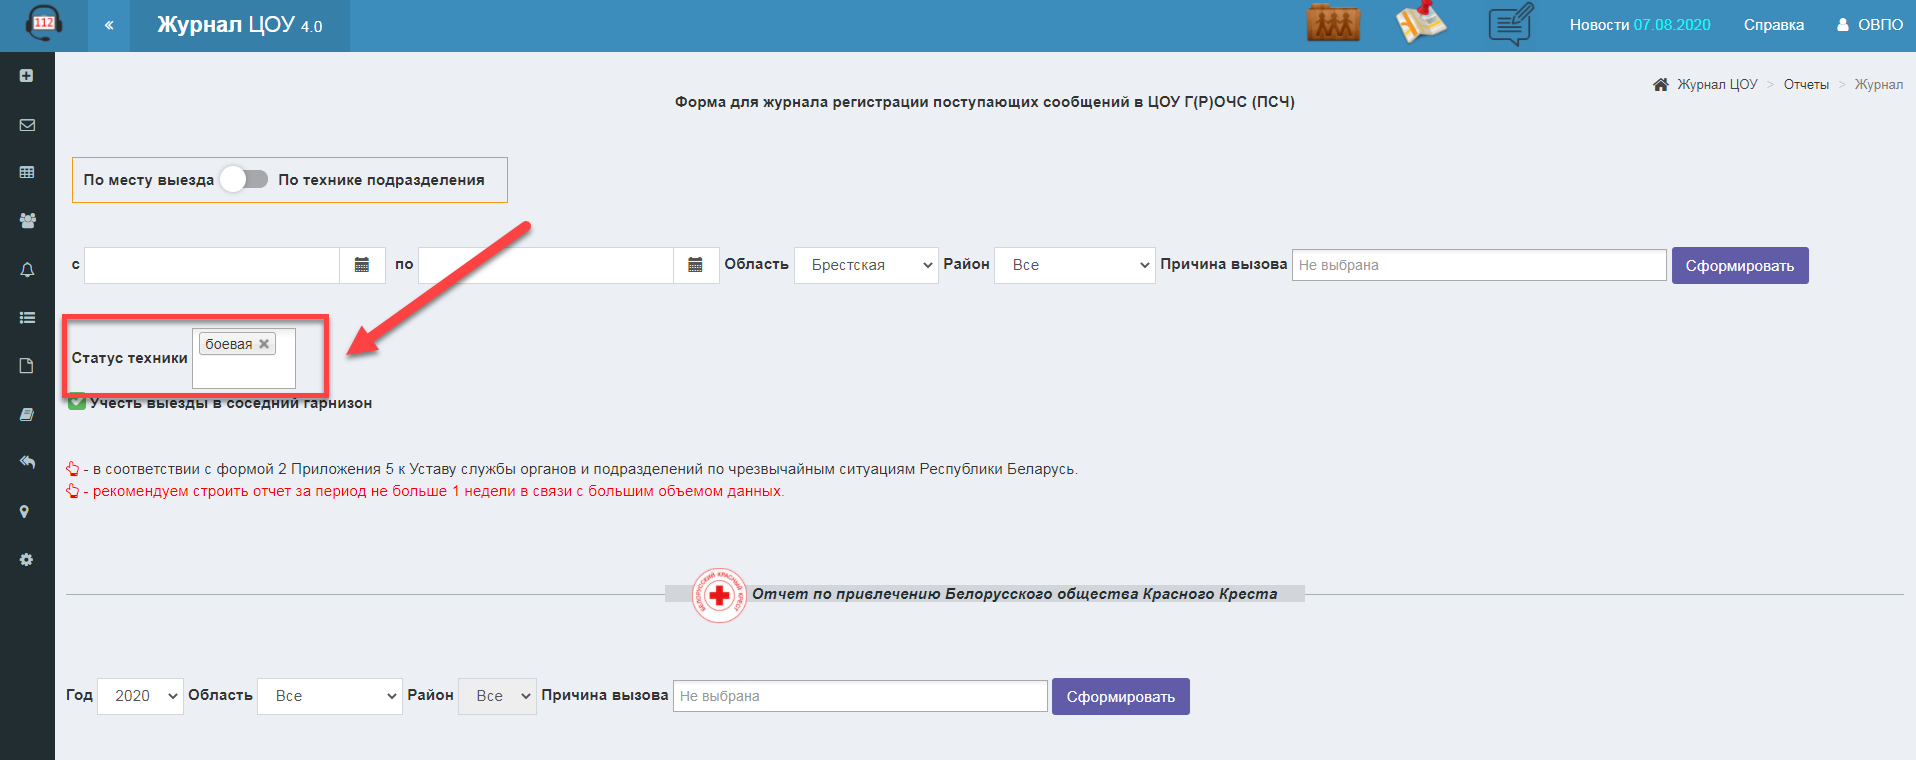 112
«
Журнал ЦОУ 4.0
Новости 07.08.2020
Справка
ОВПО
Журнал ЦОУ > Отчеты > Журнал
Форма для журнала регистрации поступающих сообщений в ЦОУ Г(Р)ОЧС (ПСЧ)
По месту выезда По технике подразделения
с по Область Брестская Район Все Причина вызова Не выбрана Сформировать
Статус техники боевая ×
Учесть выезды в соседний гарнизон
- в соответствии с формой 2 Приложения 5 к Уставу службы органов и подразделений по чрезвычайным ситуациям Республики Беларусь.
- рекомендуем строить отчет за период не больше 1 недели в связи с большим объемом данных.
БЕЛОРУССКИЙ КРАСНЫЙ КРЕСТ
Отчет по привлечению Белорусского общества Красного Креста
Год 2020 Область Все Район Все Причина вызова Не выбрана Сформировать